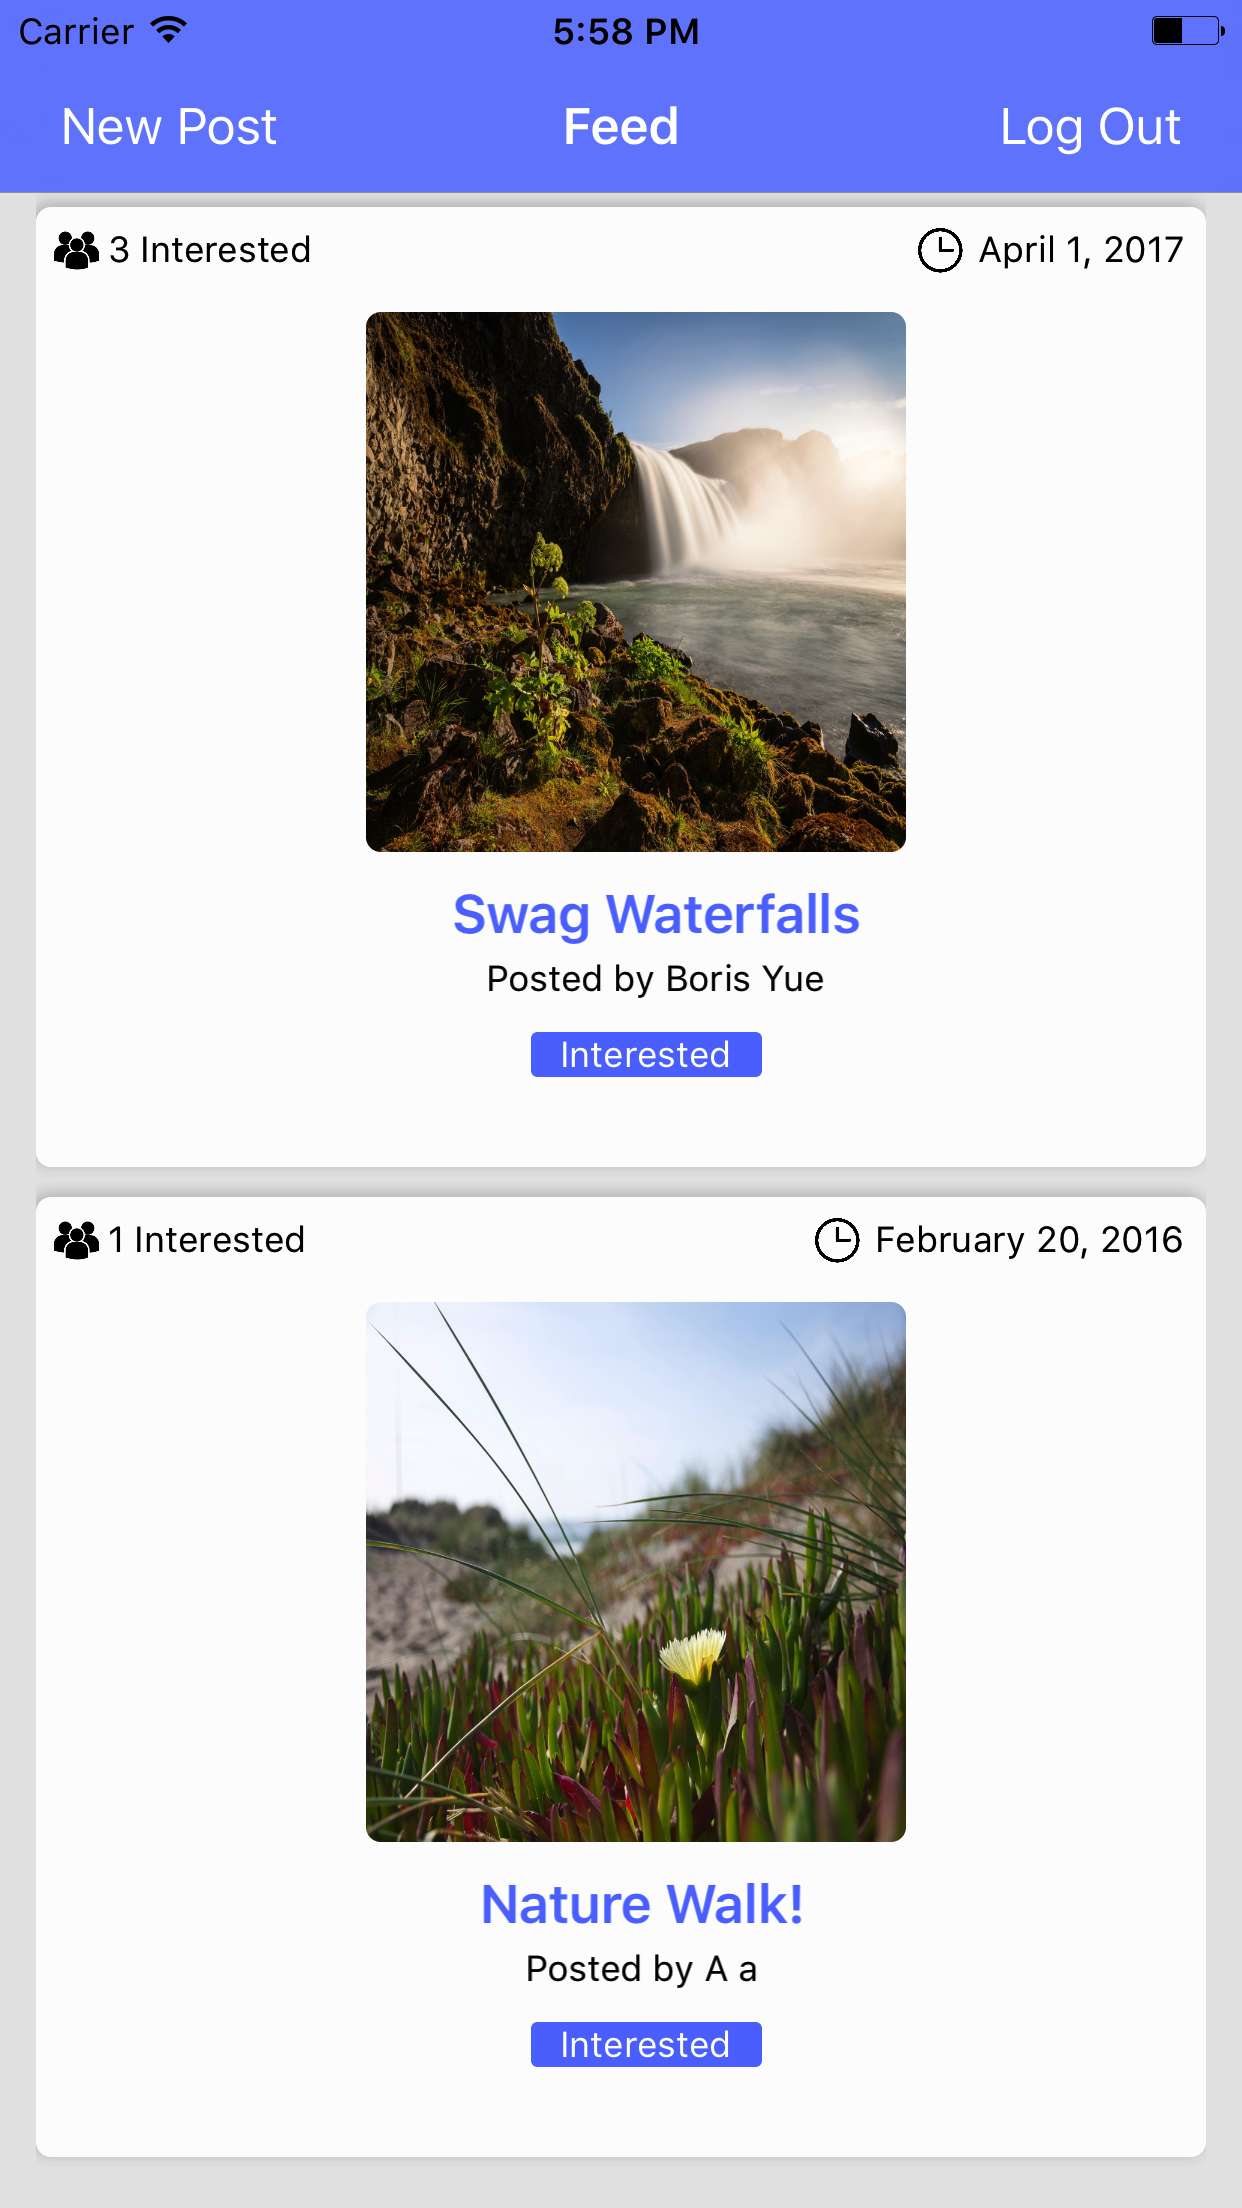 Carrier 5:58 PM
New Post Feed Log Out
3 Interested April 1, 2017
Swag Waterfalls
Posted by Boris Yue
Interested
1 Interested February 20, 2016
Nature Walk!
Posted by A a
Interested